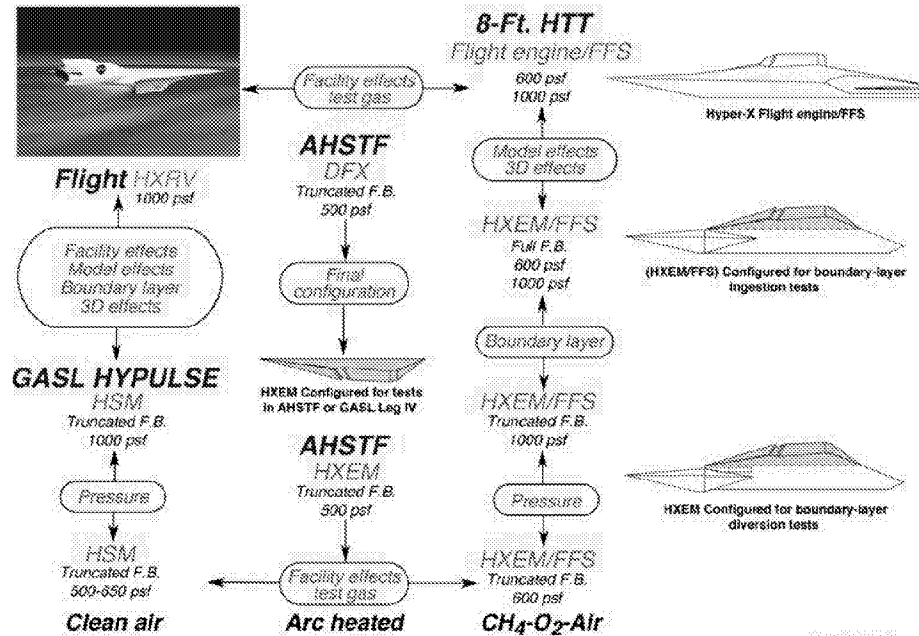 8-Ft. HTT
Flight engine/FFS
600 psf
1000 psf
Hyper-X Flight engine/FFS
Facility effects
test gas
AHSTF
DFX
Truncated F.B.
500 psf
Flight HXRV
1000 psf
Model effects
3D effects
HXEM/FFS
Full F.B.
600 psf
1000 psf
(HXEM/FFS) Configured for boundary-layer
ingestion tests
Facility effects
Model effects
Boundary layer
3D effects
Final
configuration
Boundary layer
GASL HYPULSE
HSM
Truncated F.B.
1000 psf
HXEM Configured for tests
in AHSTF or GASL Leg IV
HXEM/FFS
Truncated F.B.
1000 psf
AHSTF
HXEM
Truncated F.B.
500 psf
Pressure
Pressure
HXEM Configured for boundary-layer
diversion tests
HSM
Truncated F.B.
500-650 psf
Facility effects
test gas
HXEM/FFS
Truncated F.B.
600 psf
Clean air
Arc heated
CH4-O2-Air